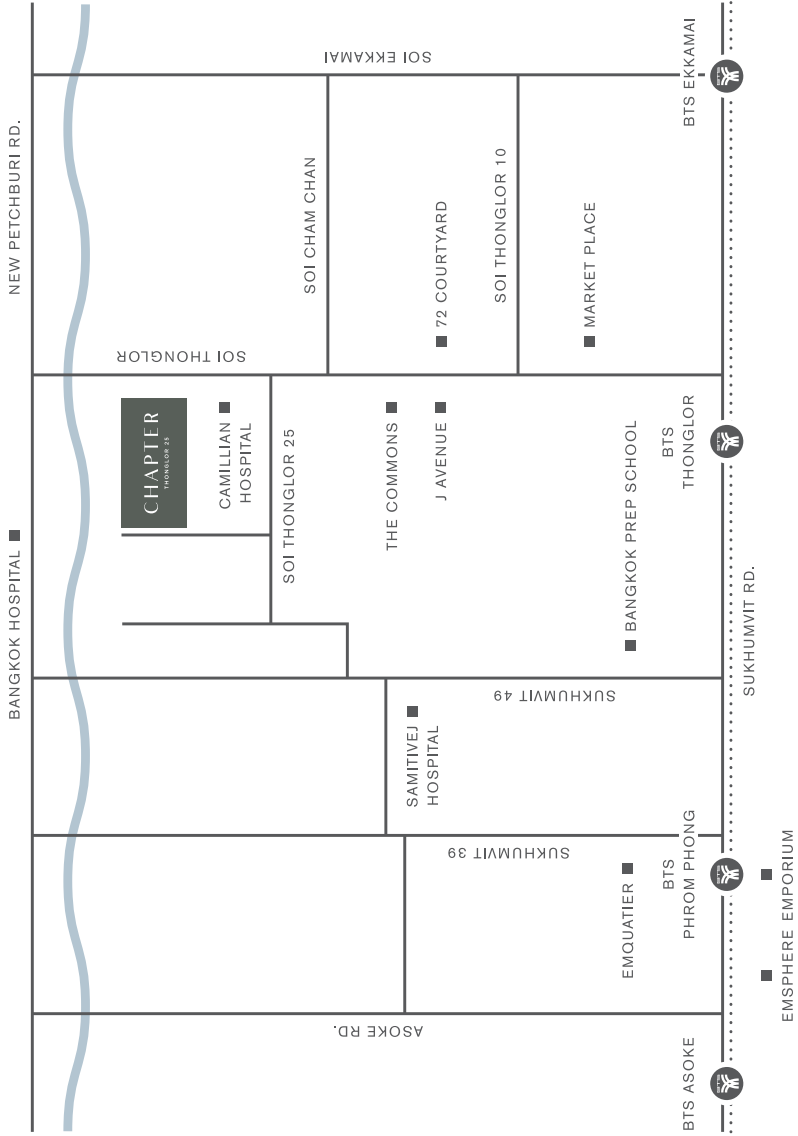 NEW PETCHBURI RD.
BANGKOK HOSPITAL
SOI EKKAMAI
SOI CHAM CHAN
SOI THONGLOR
CHAPTER
THONGLOR 25
CAMILLIAN
HOSPITAL
SOI THONGLOR 25
72 COURTYARD
SOI THONGLOR 10
MARKET PLACE
THE COMMONS
J AVENUE
BANGKOK PREP SCHOOL
SUKHUMVIT 49
SAMITIVEJ
HOSPITAL
SUKHUMVIT 39
EMQUATIER
ASOKE RD.
BTS ASOKE
BTS
PHROM PHONG
BTS
THONGLOR
BTS EKKAMAI
SUKHUMVIT RD.
EMSPHERE EMPORIUM